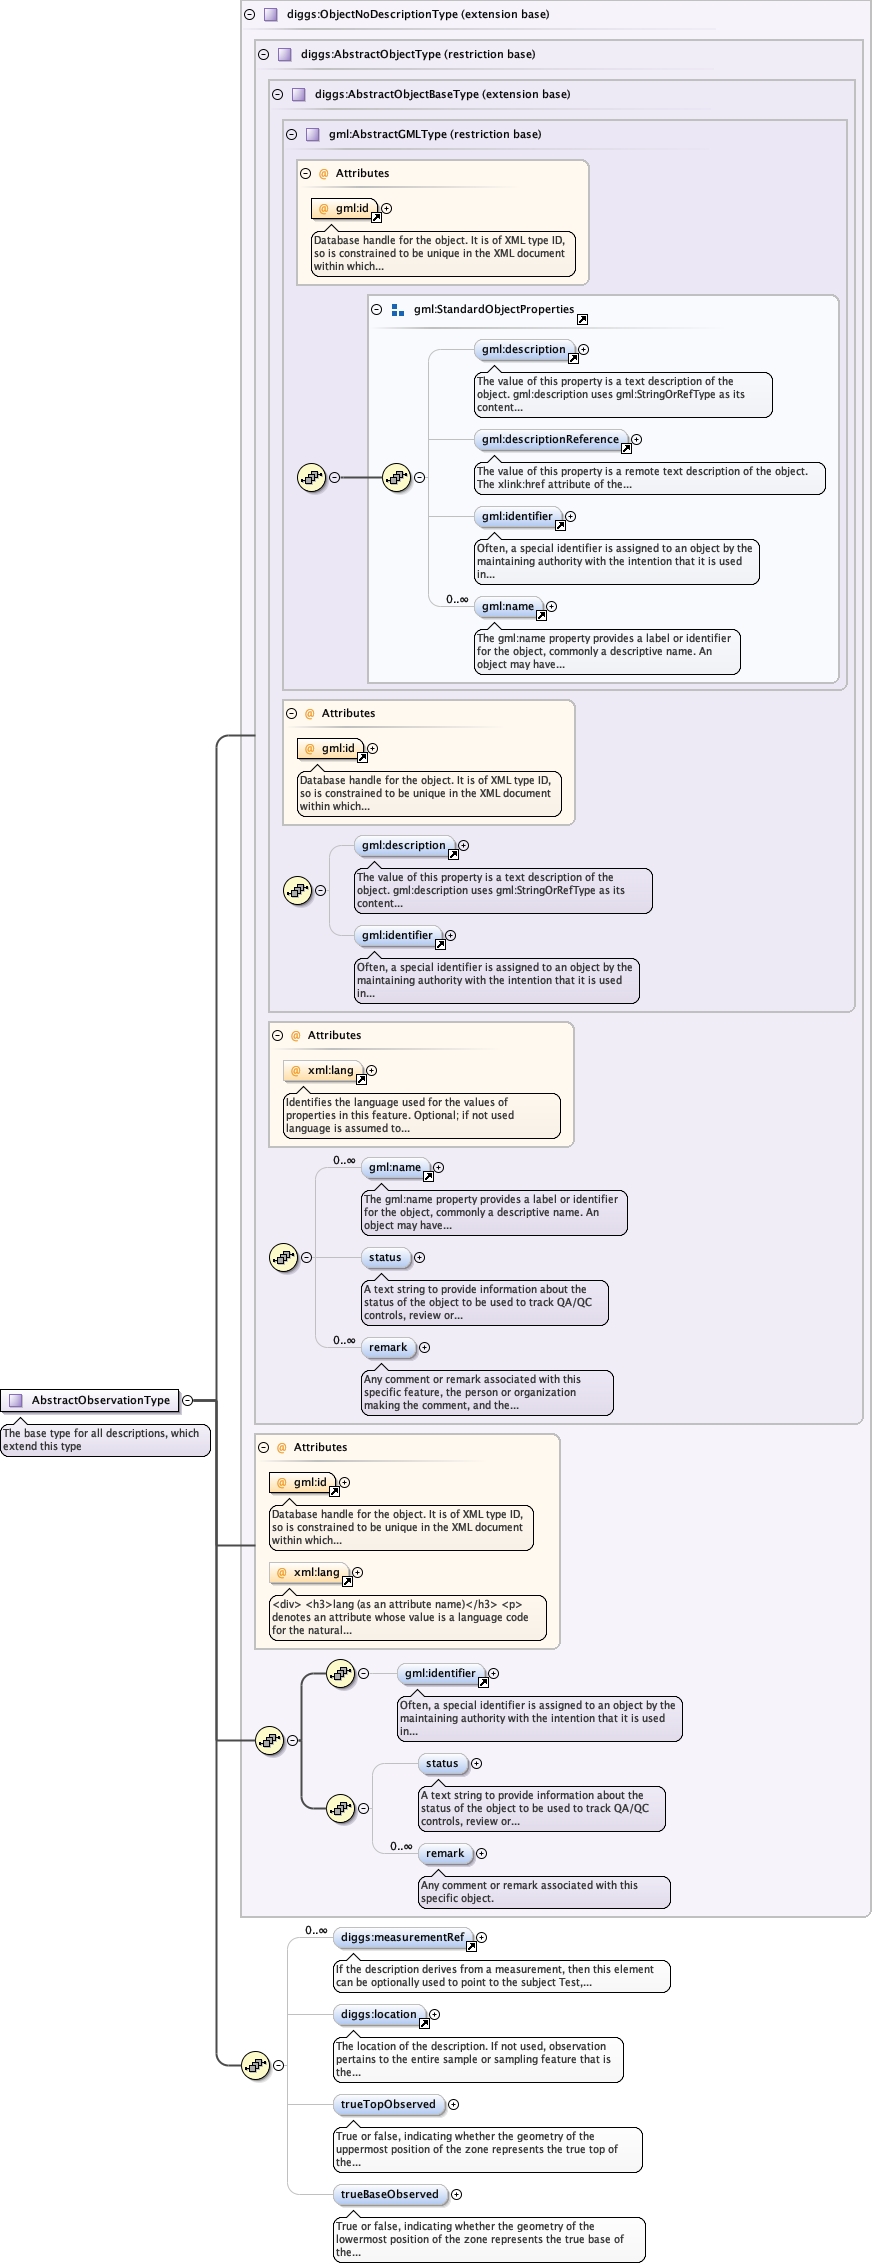 diggs:ObjectNoDescriptionType (extension base)
diggs:AbstractObjectType (restriction base)
diggs:AbstractObjectBaseType (extension base)
gml:AbstractGMLType (restriction base)
@ Attributes
@ gml:id
Database handle for the object. It is of XML type ID,
so is constrained to be unique in the XML document
within which...
gml:StandardObjectProperties
gml:description
The value of this property is a text description of the
object. gml:description uses gml:StringOrRefType as its
content...
gml:descriptionReference
The value of this property is a remote text description of the object.
The xlink:href attribute of the...
gml:identifier
Often, a special identifier is assigned to an object by the
maintaining authority with the intention that it is used
in...
0..∞
gml:name
The gml:name property provides a label or identifier
for the object, commonly a descriptive name. An
object may have...
@ Attributes
@ gml:id
Database handle for the object. It is of XML type ID,
so is constrained to be unique in the XML document
within which...
gml:description
The value of this property is a text description of the
object. gml:description uses gml:StringOrRefType as its
content...
gml:identifier
Often, a special identifier is assigned to an object by the
maintaining authority with the intention that it is used
in...
@ Attributes
@ xml:lang
Identifies the language used for the values of
properties in this feature. Optional; if not used
language is assumed to...
0..∞
gml:name
The gml:name property provides a label or identifier
for the object, commonly a descriptive name. An
object may have...
status
A text string to provide information about the
status of the object to be used to track QA/QC
controls, review or...
0..∞
remark
Any comment or remark associated with this
specific feature, the person or organization
making the comment, and the...
AbstractObservationType
The base type for all descriptions, which
extend this type
@ Attributes
@ gml:id
Database handle for the object. It is of XML type ID,
so is constrained to be unique in the XML document
within which...
@ xml:lang
<div> <h3>lang (as an attribute name)</h3> <p>
denotes an attribute whose value is a language code
for the natural...
gml:identifier
Often, a special identifier is assigned to an object by the
maintaining authority with the intention that it is used
in...
status
A text string to provide information about the
status of the object to be used to track QA/QC
controls, review or...
0..∞
remark
Any comment or remark associated with this
specific object.
0..∞
diggs:measurementRef
If the description derives from a measurement, then this element
can be optionally used to point to the subject Test,...
diggs:location
The location of the description. If not used, observation
pertains to the entire sample or sampling feature that is
the...
trueTopObserved
True or false, indicating whether the geometry of the
uppermost position of the zone represents the true top of
the...
trueBaseObserved
True or false, indicating whether the geometry of the
lowermost position of the zone represents the true base of
the...